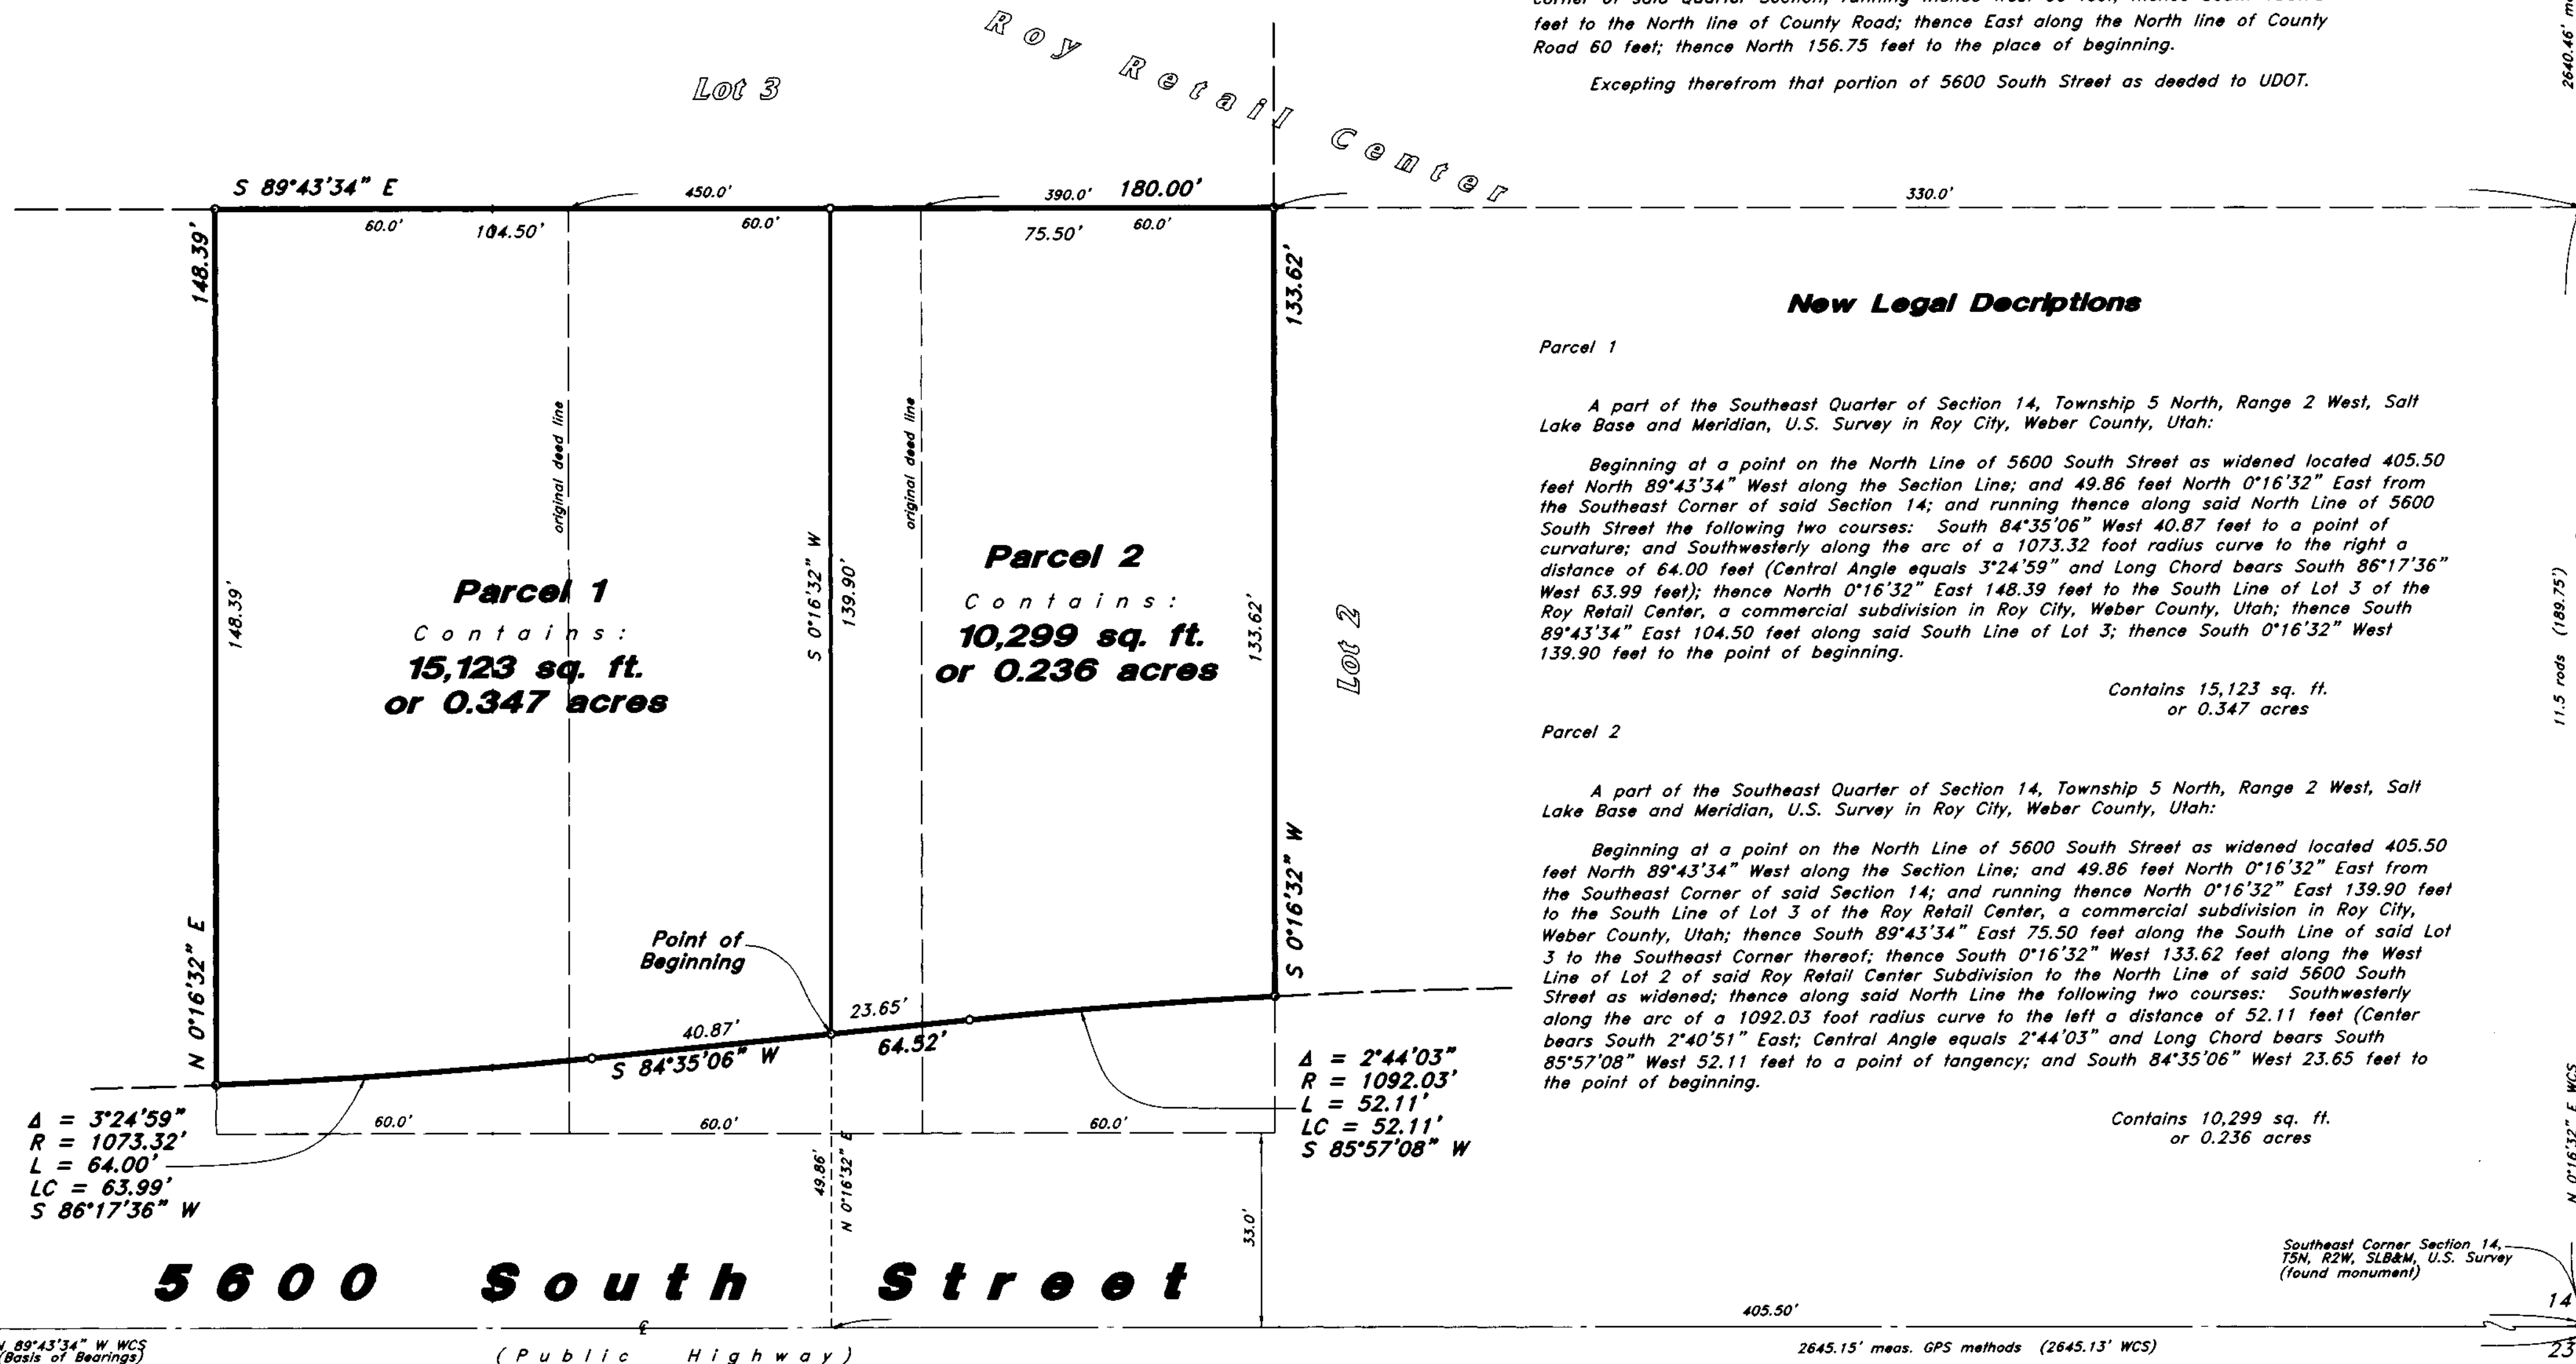 feet to the North line of County Road; thence East along the North line of County
Road 60 feet; thence North 156.75 feet to the place of beginning.
Excepting therefrom that portion of 5600 South Street as deeded to UDOT.
Roy Retail Center
Lot 3
S 89°43'34" E
450.0'
390.0'
180.00'
330.0'
60.0'
104.50'
60.0'
75.50'
60.0'
148.39'
133.62'
original deed line
original deed line
148.39'
S 0°16'32" W
139.90'
133.62'
Lot 2
Parcel 1
Contains:
15,123 sq. ft.
or 0.347 acres
Parcel 2
Contains:
10,299 sq. ft.
or 0.236 acres
N 0°16'32" E
S 0°16'32" W
Point of
Beginning
40.87'
S 84°35'06" W
23.65'
64.52'
Δ = 3°24'59"
R = 1073.32'
L = 64.00'
LC = 63.99'
S 86°17'36" W
Δ = 2°44'03"
R = 1092.03'
L = 52.11'
LC = 52.11'
S 85°57'08" W
60.0'
60.0'
60.0'
49.86'
N 0°16'32" E
33.0'
5600 South Street
℄
89°43'34" W WCS
(Basis of Bearings)
(Public Highway)
405.50'
2645.15' meas. GPS methods (2645.13' WCS)
New Legal Decriptions
Parcel 1
A part of the Southeast Quarter of Section 14, Township 5 North, Range 2 West, Salt
Lake Base and Meridian, U.S. Survey in Roy City, Weber County, Utah:
Beginning at a point on the North Line of 5600 South Street as widened located 405.50
feet North 89°43'34" West along the Section Line; and 49.86 feet North 0°16'32" East from
the Southeast Corner of said Section 14; and running thence along said North Line of 5600
South Street the following two courses: South 84°35'06" West 40.87 feet to a point of
curvature; and Southwesterly along the arc of a 1073.32 foot radius curve to the right a
distance of 64.00 feet (Central Angle equals 3°24'59" and Long Chord bears South 86°17'36"
West 63.99 feet); thence North 0°16'32" East 148.39 feet to the South Line of Lot 3 of the
Roy Retail Center, a commercial subdivision in Roy City, Weber County, Utah; thence South
89°43'34" East 104.50 feet along said South Line of Lot 3; thence South 0°16'32" West
139.90 feet to the point of beginning.
Contains 15,123 sq. ft.
or 0.347 acres
Parcel 2
A part of the Southeast Quarter of Section 14, Township 5 North, Range 2 West, Salt
Lake Base and Meridian, U.S. Survey in Roy City, Weber County, Utah:
Beginning at a point on the North Line of 5600 South Street as widened located 405.50
feet North 89°43'34" West along the Section Line; and 49.86 feet North 0°16'32" East from
the Southeast Corner of said Section 14; and running thence North 0°16'32" East 139.90 feet
to the South Line of Lot 3 of the Roy Retail Center, a commercial subdivision in Roy City,
Weber County, Utah; thence South 89°43'34" East 75.50 feet along the South Line of said Lot
3 to the Southeast Corner thereof; thence South 0°16'32" West 133.62 feet along the West
Line of Lot 2 of said Roy Retail Center Subdivision to the North Line of said 5600 South
Street as widened; thence along said North Line the following two courses: Southwesterly
along the arc of a 1092.03 foot radius curve to the left a distance of 52.11 feet (Center
bears South 2°40'51" East; Central Angle equals 2°44'03" and Long Chord bears South
85°57'08" West 52.11 feet to a point of tangency; and South 84°35'06" West 23.65 feet to
the point of beginning.
Contains 10,299 sq. ft.
or 0.236 acres
2640.46'
11.5 rods (189.75')
N 0°16'32" E WCS
Southeast Corner Section 14,
T5N, R2W, SLB&M, U.S. Survey
(found monument)
14
23